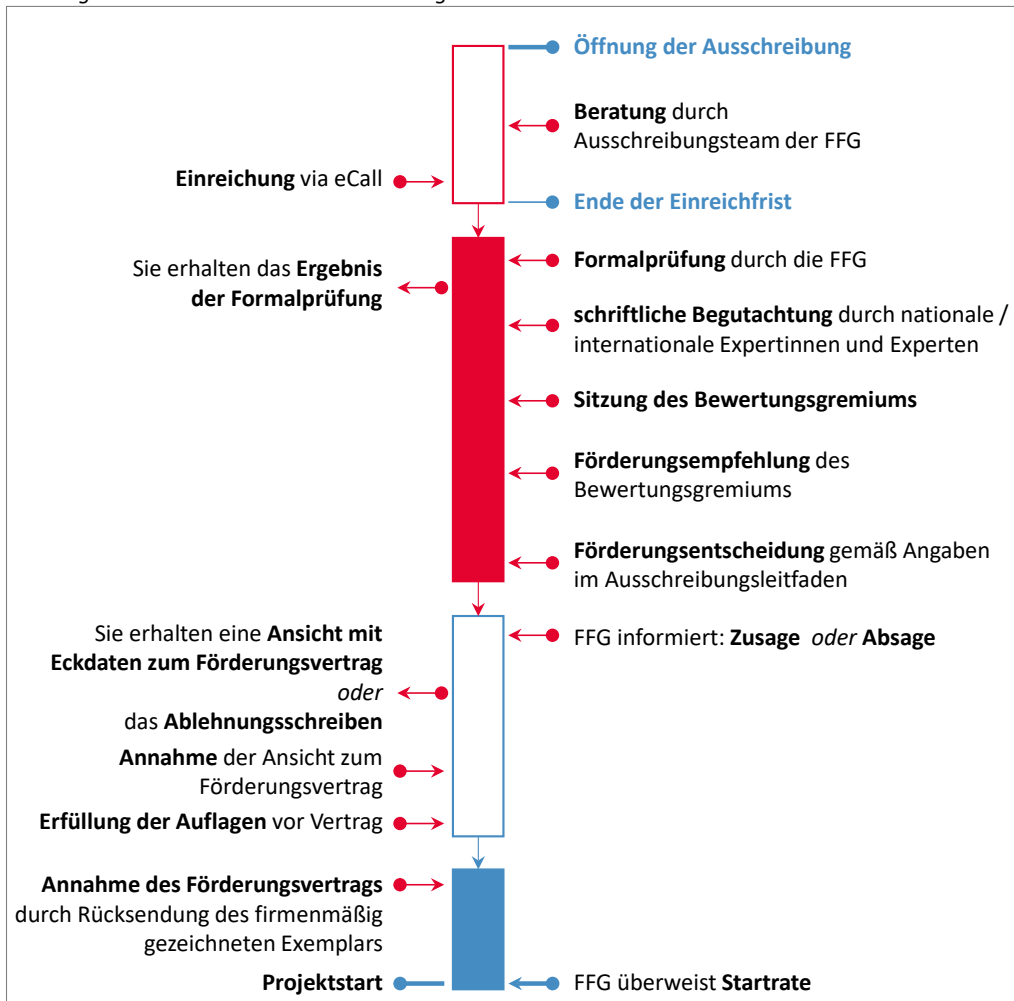 Öffnung der Ausschreibung
Beratung durch
Ausschreibungsteam der FFG
Einreichung via eCall
Ende der Einreichfrist
Formalprüfung durch die FFG
Sie erhalten das Ergebnis
der Formalprüfung
schriftliche Begutachtung durch nationale /
internationale Expertinnen und Experten
Sitzung des Bewertungsgremiums
Förderungsempfehlung des
Bewertungsgremiums
Förderungsentscheidung gemäß Angaben
im Ausschreibungsleitfaden
Sie erhalten eine Ansicht mit
Eckdaten zum Förderungsvertrag
oder
das Ablehnungsschreiben
FFG informiert: Zusage oder Absage
Annahme der Ansicht zum
Förderungsvertrag
Erfüllung der Auflagen vor Vertrag
Annahme des Förderungsvertrags
durch Rücksendung des firmenmäßig
gezeichneten Exemplars
Projektstart
FFG überweist Startrate